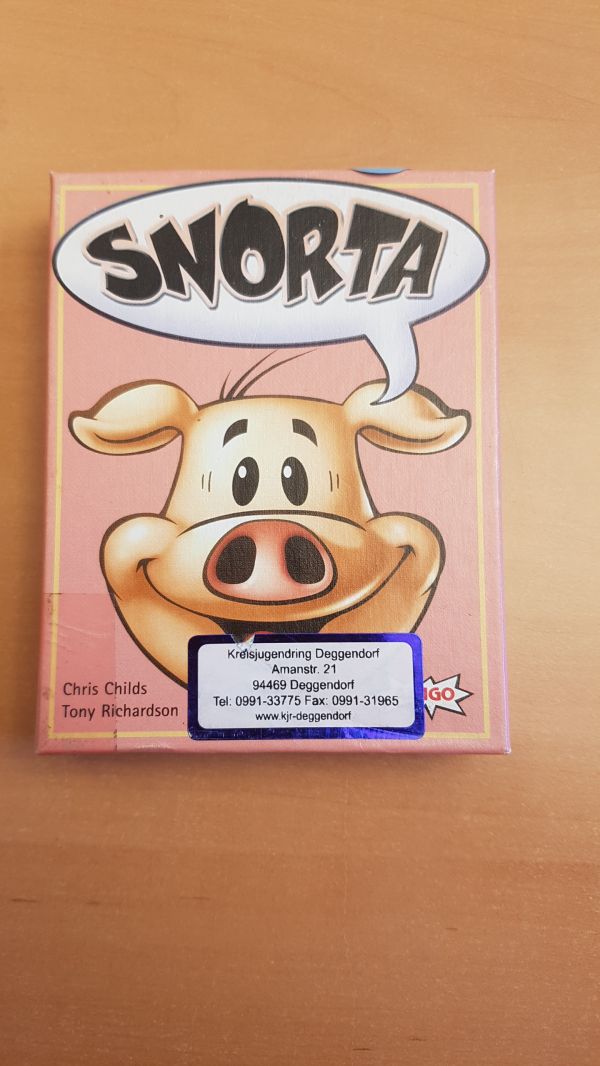 SNORTA
Chris Childs
Tony Richardson
Kreisjugendring Deggendorf
Amanstr. 21
94469 Deggendorf
Tel: 0991-33775 Fax: 0991-31965
www.kjr-deggendorf